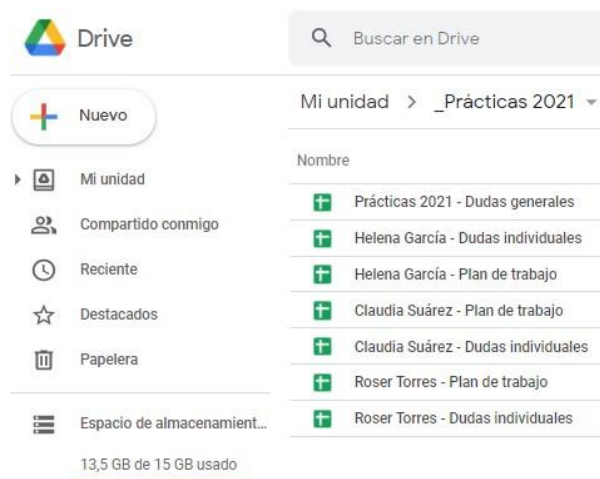 Drive
Buscar en Drive
Nuevo
Mi unidad > _Prácticas 2021
Nombre
Mi unidad
Compartido conmigo
Reciente
Destacados
Papelera
Espacio de almacenamient...
13,5 GB de 15 GB usado
Prácticas 2021 - Dudas generales
Helena García - Dudas individuales
Helena García - Plan de trabajo
Claudia Suárez - Plan de trabajo
Claudia Suárez - Dudas individuales
Roser Torres - Plan de trabajo
Roser Torres - Dudas individuales